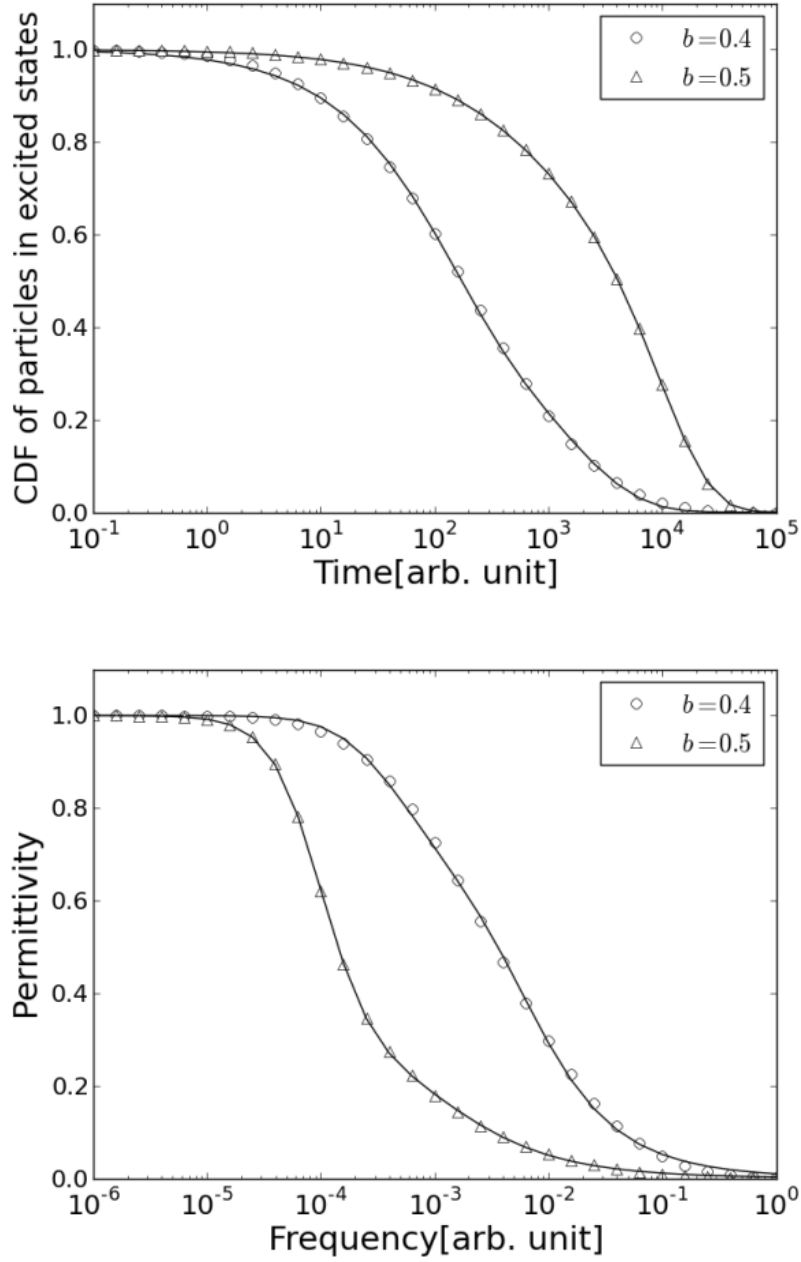 CDF of particles in excited states
1.0
0.8
0.6
0.4
0.2
0.0
b=0.4
b=0.5
10^-1 10^0 10^1 10^2 10^3 10^4 10^5
Time[arb. unit]
Permittivity
1.0
0.8
0.6
0.4
0.2
0.0
b=0.4
b=0.5
10^-6 10^-5 10^-4 10^-3 10^-2 10^-1 10^0
Frequency[arb. unit]